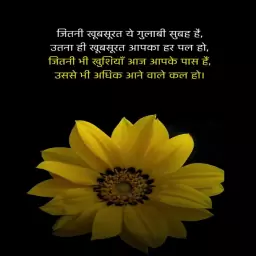 जितनी खूबसूरत ये गुलाबी सुबह है,
उतना ही खूबसूरत आपका हर पल हो,
जितनी भी खुशियाँ आज आपके पास हैं,
उससे भी अधिक आने वाले कल हो।